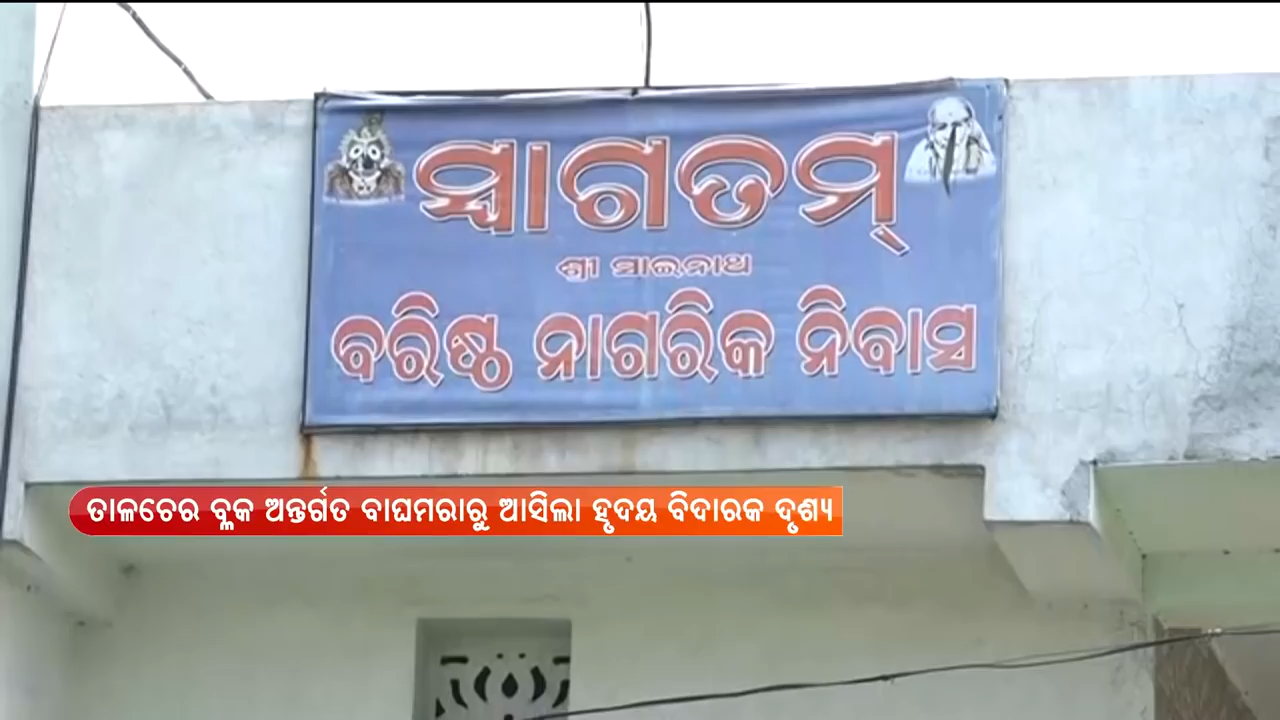 ସ୍ୱାଗତମ୍
ଶ୍ରୀ ସାଇନାଥ
ବରିଷ୍ଠ ନାଗରିକ ନିବାସ
ତାଳଚେର ବ୍ଲକ ଅନ୍ତର୍ଗତ ବାଘମରାରୁ ଆସିଲା ହୃଦୟ ବିଦାରକ ଦୃଶ୍ୟ